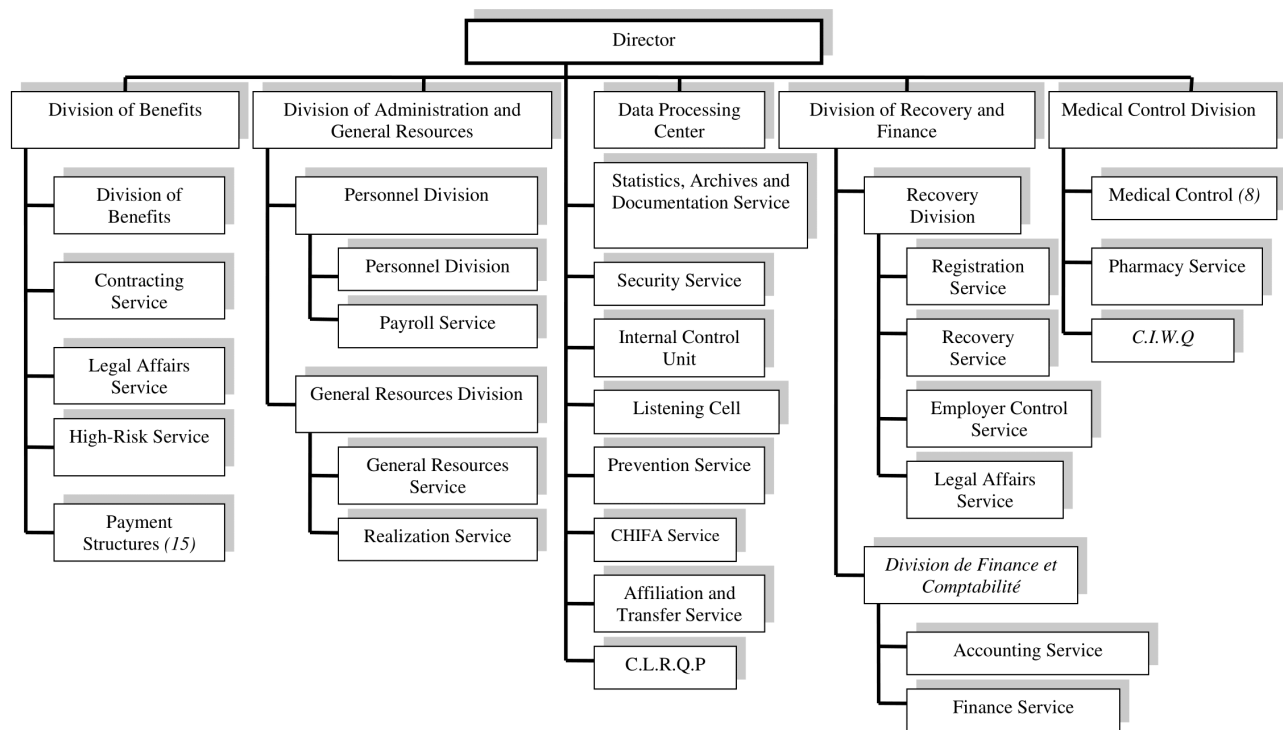 Director
Division of Benefits
Division of Administration and
General Resources
Data Processing
Center
Division of Recovery and
Finance
Medical Control Division
Division of
Benefits
Contracting
Service
Legal Affairs
Service
High-Risk Service
Payment
Structures (15)
Personnel Division
Personnel Division
Payroll Service
General Resources Division
General Resources
Service
Realization Service
Statistics, Archives and
Documentation Service
Security Service
Internal Control
Unit
Listening Cell
Prevention Service
CHIFA Service
Affiliation and
Transfer Service
C.L.R.Q.P
Recovery
Division
Registration
Service
Recovery
Service
Employer Control
Service
Legal Affairs
Service
Division de Finance et
Comptabilité
Accounting Service
Finance Service
Medical Control (8)
Pharmacy Service
C.I.W.Q